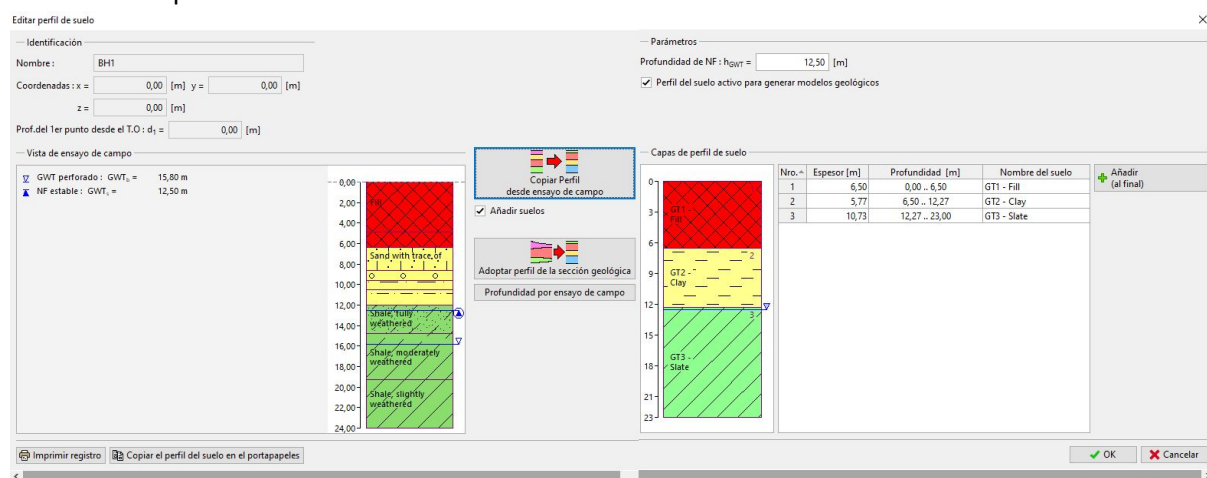 Editar perfil de suelo
Identificación
Nombre : BH1
Coordenadas : x = 0,00 [m] y = 0,00 [m]
z = 0,00 [m]
Prof.del 1er punto desde el T.O : d1 = 0,00 [m]
Parámetros
Profundidad de NF : hGWT = 12,50 [m]
Perfil del suelo activo para generar modelos geológicos
Vista de ensayo de campo
GWT perforado : GWTb = 15,80 m
NF estable : GWTs = 12,50 m
0,00
2,00
4,00
6,00
8,00
10,00
12,00
14,00
16,00
18,00
20,00
22,00
24,00
Fill
Sand with trace of
Shale, fully
weathered
Shale, moderately
weathered
Shale, slightly
weathered
Copiar Perfil
desde ensayo de campo
Añadir suelos
Adoptar perfil de la sección geológica
Profundidad por ensayo de campo
Capas de perfil de suelo
0
3
6
9
12
15
18
21
23
GT1 -
Fill
2
GT2 -
Clay
3
GT3 -
Slate
Nro. Espesor [m] Profundidad [m] Nombre del suelo
1 6,50 0,00 .. 6,50 GT1 - Fill
2 5,77 6,50 .. 12,27 GT2 - Clay
3 10,73 12,27 .. 23,00 GT3 - Slate
Añadir
(al final)
Imprimir registro Copiar el perfil del suelo en el portapapeles
OK Cancelar